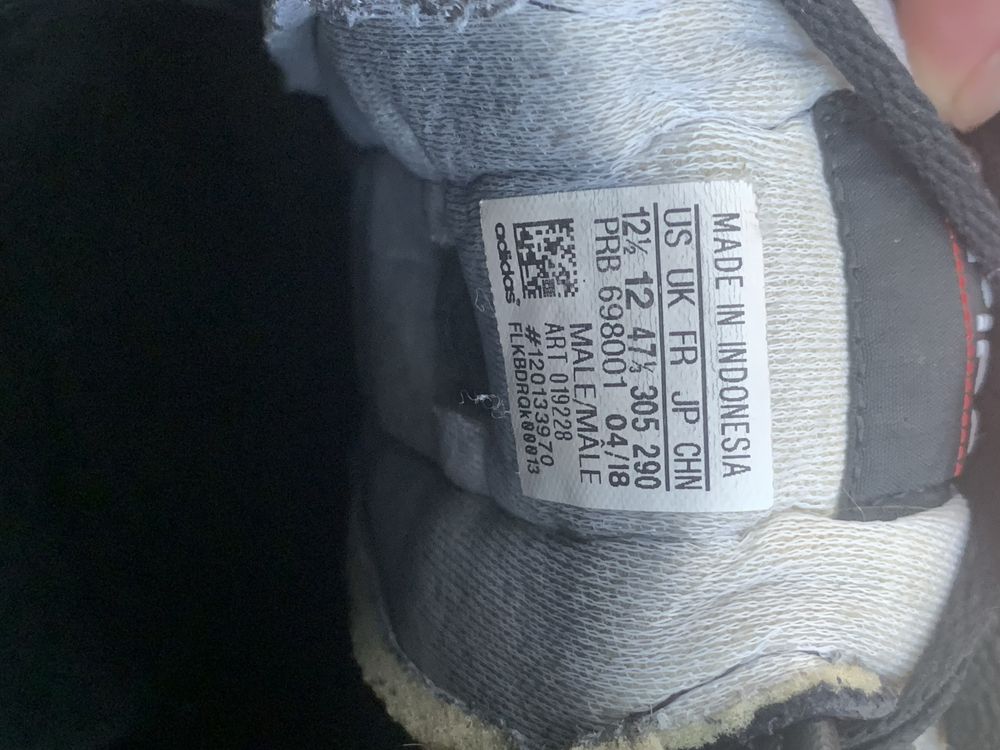 MADE IN INDONESIA
US UK FR JP CHN
12½ 12 47⅓ 305 290
PRB 698001 04/18
MALE/MÂLE
ART 019228
#120133970
FLKBDRQK00013
adidas